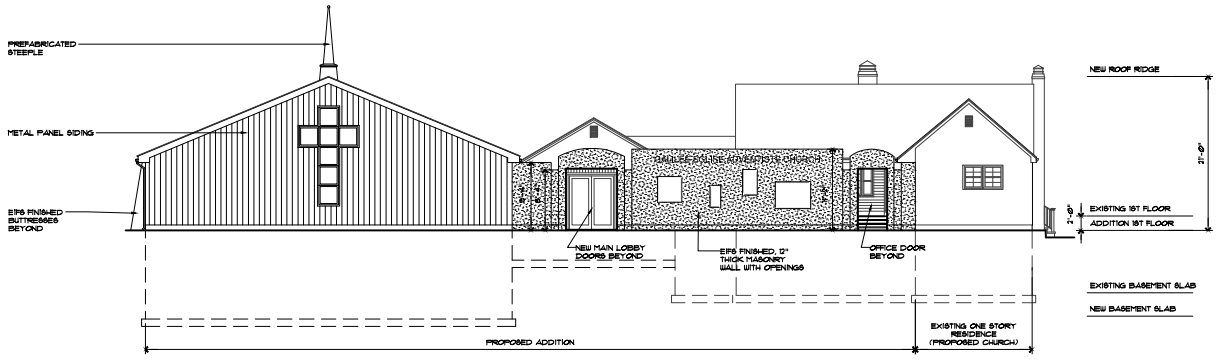 PREFABRICATED
STEEPLE
NEW ROOF RIDGE
METAL PANEL SIDING
EGLISE ADVENTISTE CHURCH
21'-0"
EIFS FINISHED
BUTTRESSES
BEYOND
2'-0"
EXISTING 1ST FLOOR
ADDITION 1ST FLOOR
NEW MAIN LOBBY
DOORS BEYOND
EIFS FINISHED, 12"
THICK MASONRY
WALL WITH OPENINGS
OFFICE DOOR
BEYOND
EXISTING BASEMENT SLAB
NEW BASEMENT SLAB
PROPOSED ADDITION
EXISTING ONE STORY
RESIDENCE
(PROPOSED CHURCH)